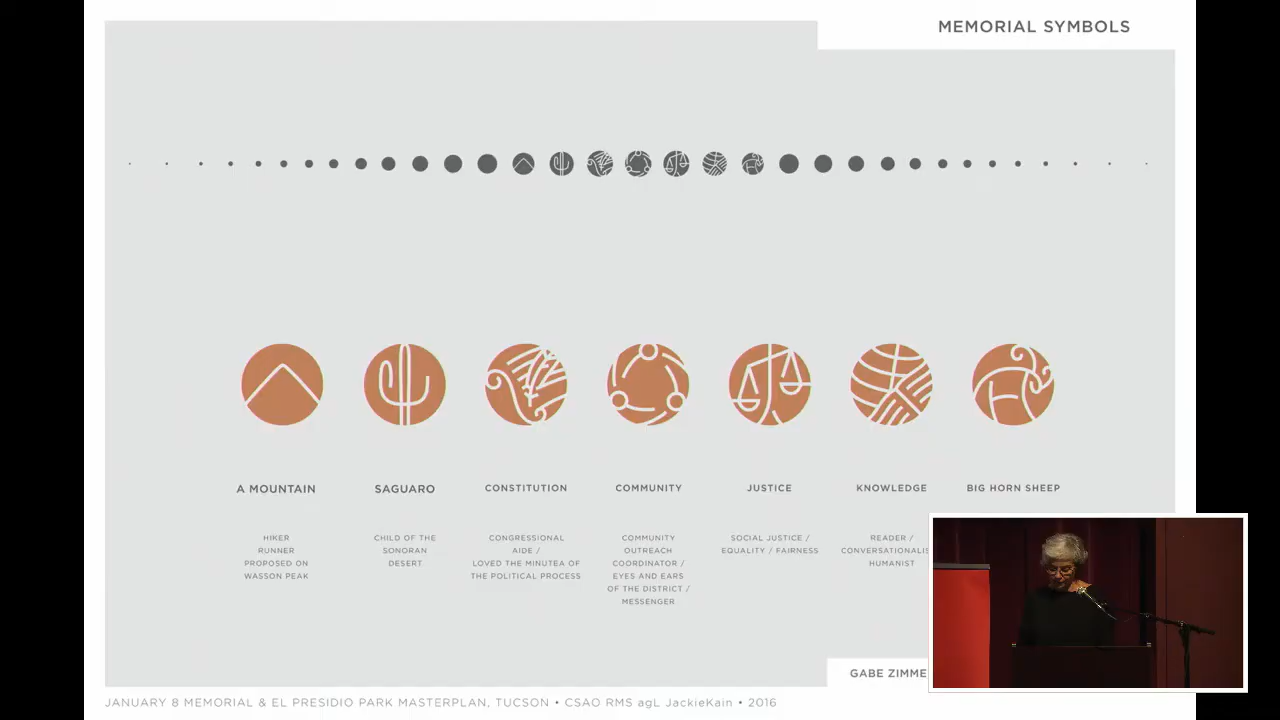 MEMORIAL SYMBOLS
A MOUNTAIN
SAGUARO
CONSTITUTION
COMMUNITY
JUSTICE
KNOWLEDGE
BIG HORN SHEEP
HIKER
RUNNER
PROPOSED ON
WASSON PEAK
CHILD OF THE
SONORAN
DESERT
CONGRESSIONAL
AIDE /
LOVED THE MINUTEA OF
THE POLITICAL PROCESS
COMMUNITY
OUTREACH
COORDINATOR /
EYES AND EARS
OF THE DISTRICT /
MESSENGER
SOCIAL JUSTICE /
EQUALITY / FAIRNESS
READER /
HUMANIST
GABE
JANUARY 8 MEMORIAL & EL PRESIDIO PARK MASTERPLAN, TUCSON • CSAO RMS agL JackieKain • 2016